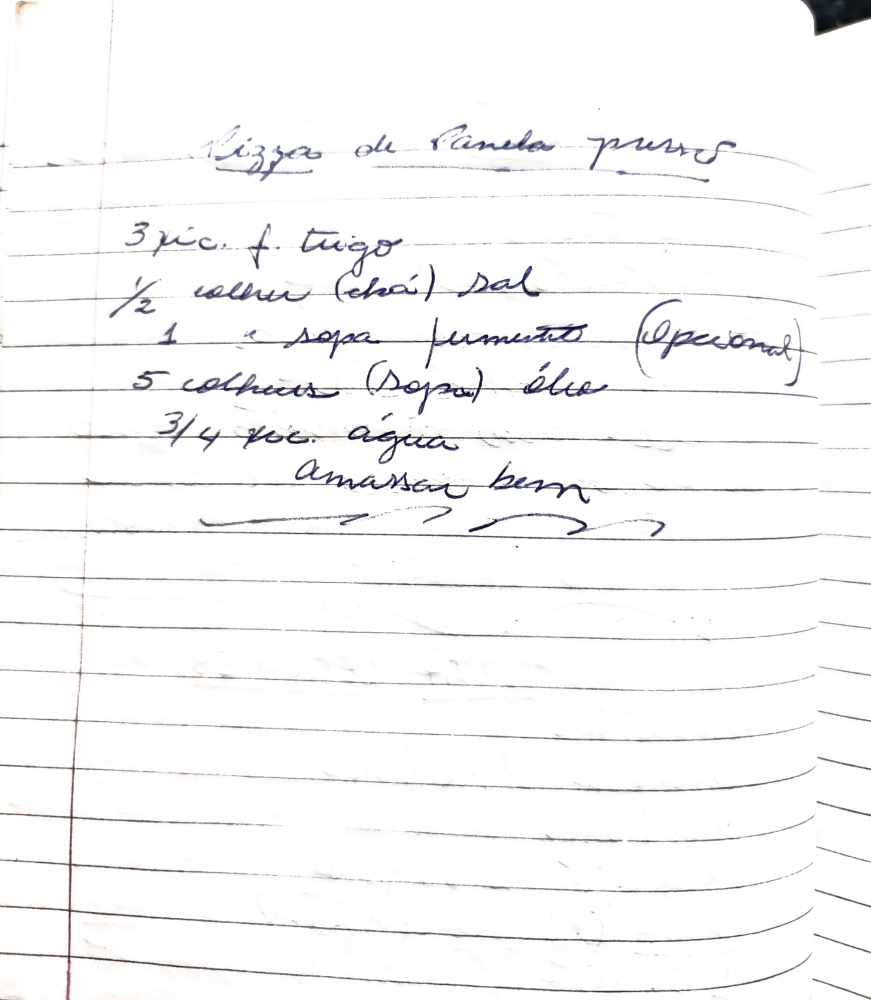 Pizza de Panela pressão
3 xic. f. trigo
1/2 colher (chá) sal
1 " sopa fermento (Opcional)
5 colheres (sopa) óleo
3/4 xic. água
Amassar bem